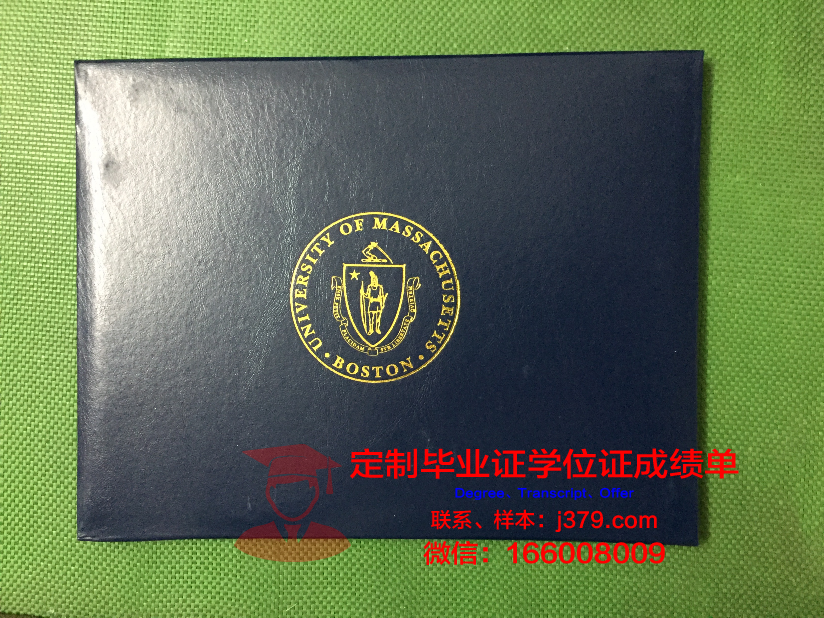 UNIVERSITY OF MASSACHUSETTS
• BOSTON •
定制毕业证学位证成绩单
Degree、Transcript、Offer
联系、样本：j379.com
微信：166008009